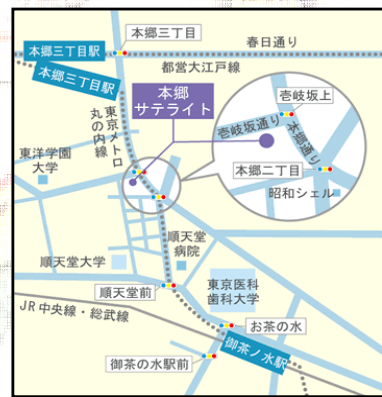 本郷三丁目
春日通り
本郷三丁目駅
本郷三丁目駅
都営大江戸線
本郷
サテライト
東京メトロ
丸の内線
壱岐坂上
壱岐坂通り
本郷通り
東洋学園
大学
本郷二丁目
昭和シェル
順天堂
病院
順天堂大学
東京医科
歯科大学
順天堂前
JR中央線・総武線
お茶の水
御茶ノ水駅
御茶の水駅前